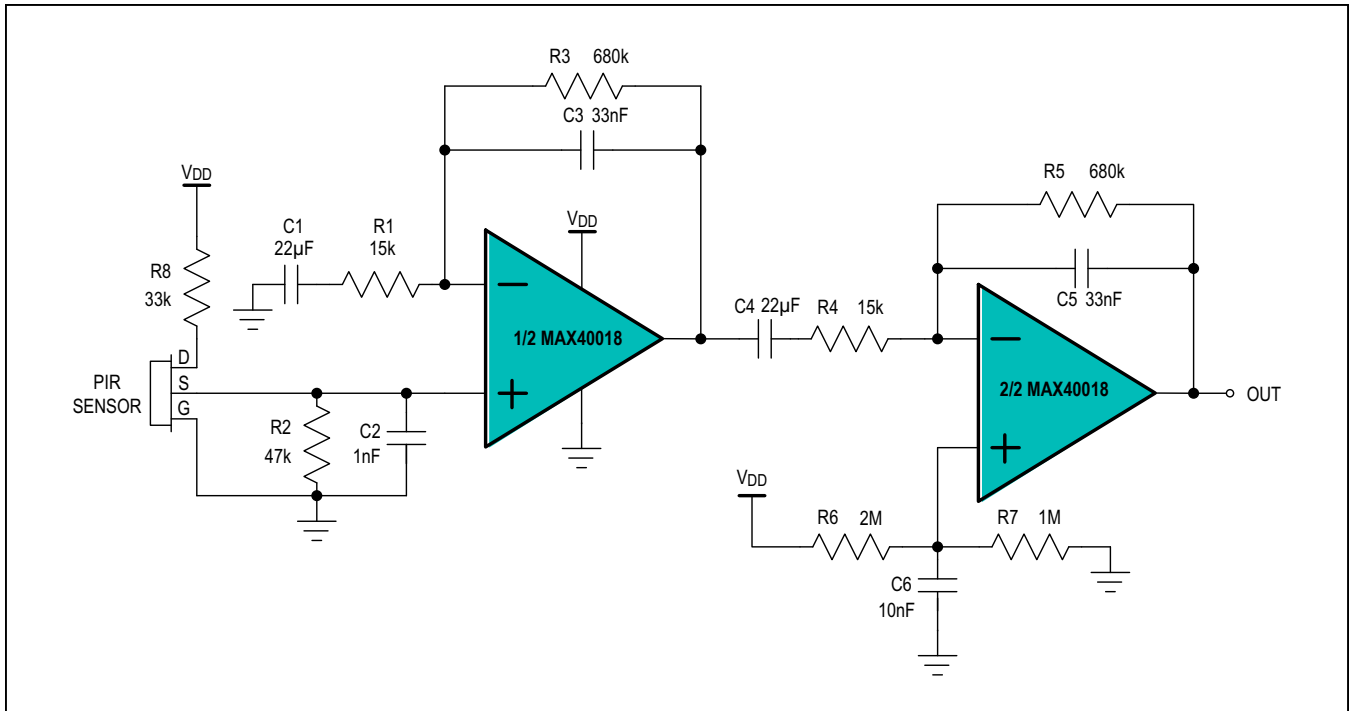 R3 680k
C3 33nF
VDD
R8
33k
C1
22µF
R1
15k
VDD
1/2 MAX40018
PIR
SENSOR
D
S
G
R2
47k
C2
1nF
C4 22µF
R4 15k
R5 680k
C5 33nF
2/2 MAX40018
OUT
VDD
R6 2M
R7 1M
C6
10nF